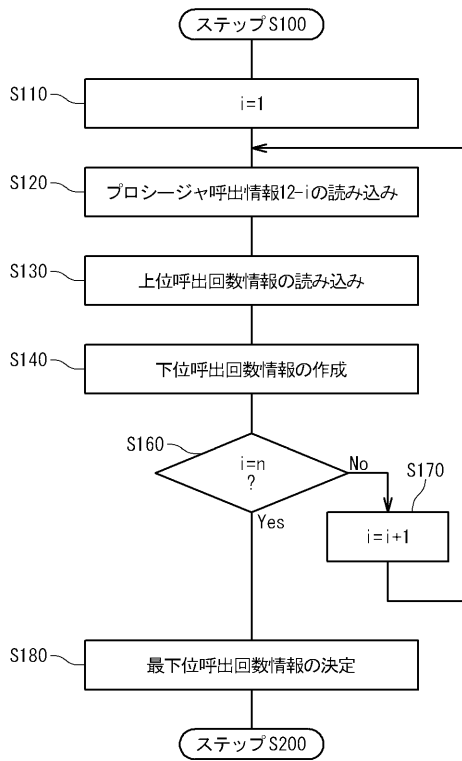 ステップS100
S110
i=1
S120
プロシージャ呼出情報12-iの読み込み
S130
上位呼出回数情報の読み込み
S140
下位呼出回数情報の作成
S160
i=n
?
No
S170
Yes
i=i+1
S180
最下位呼出回数情報の決定
ステップS200